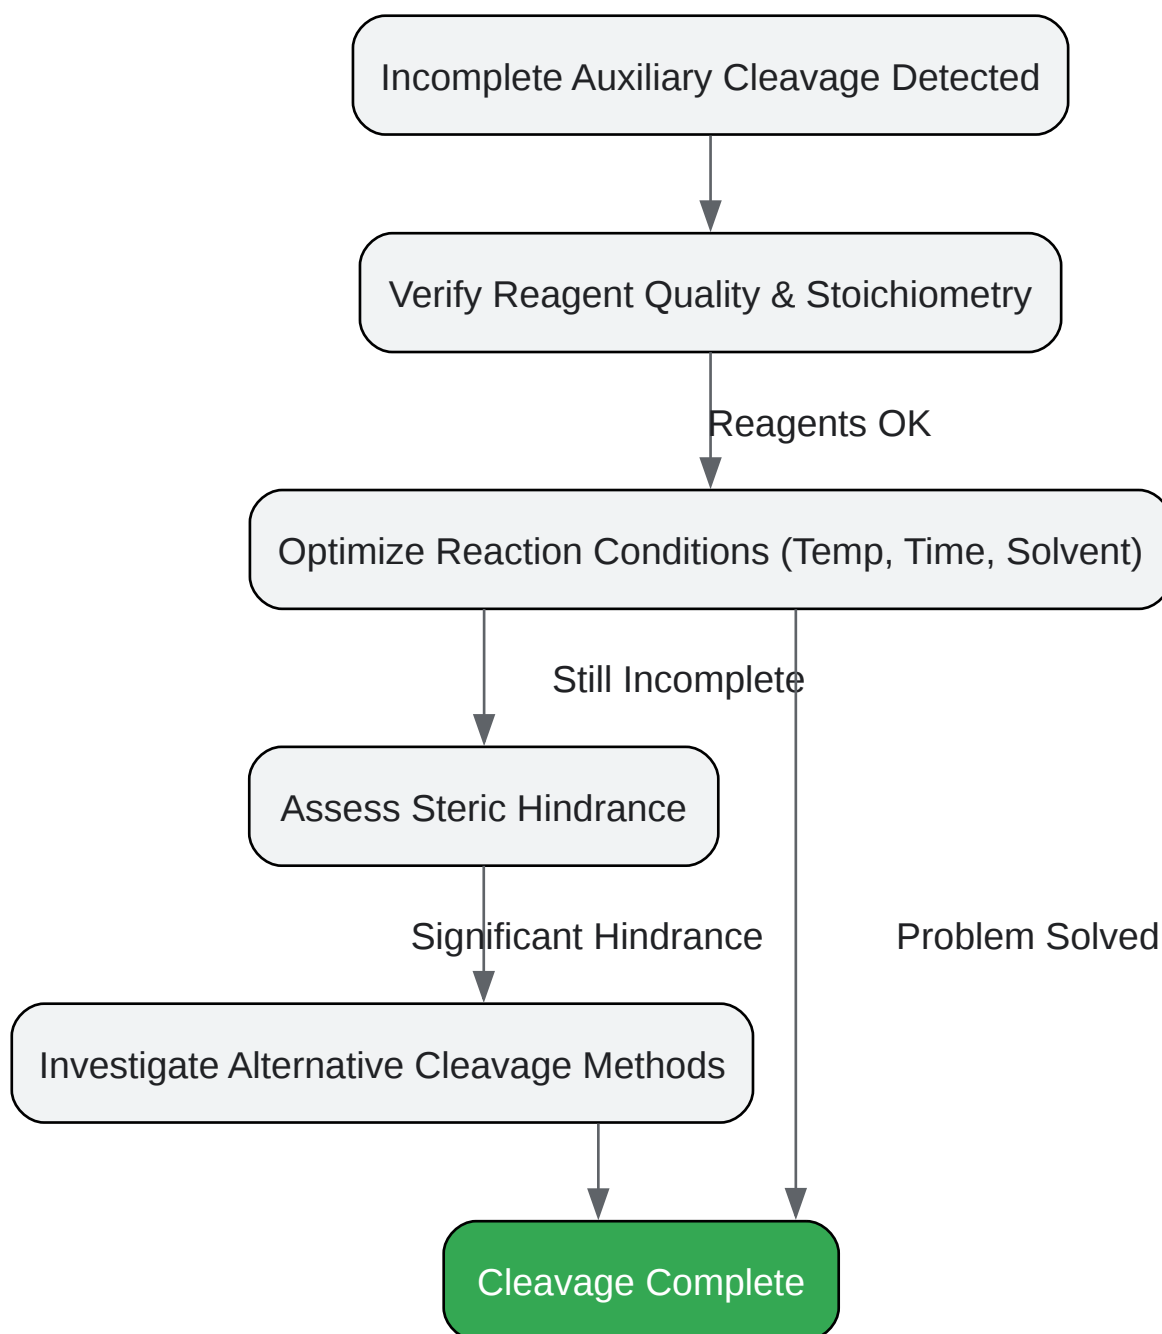 Incomplete Auxiliary Cleavage Detected
Verify Reagent Quality & Stoichiometry
Reagents OK
Optimize Reaction Conditions (Temp, Time, Solvent)
Still Incomplete
Assess Steric Hindrance
Significant Hindrance
Problem Solved
Investigate Alternative Cleavage Methods
Cleavage Complete